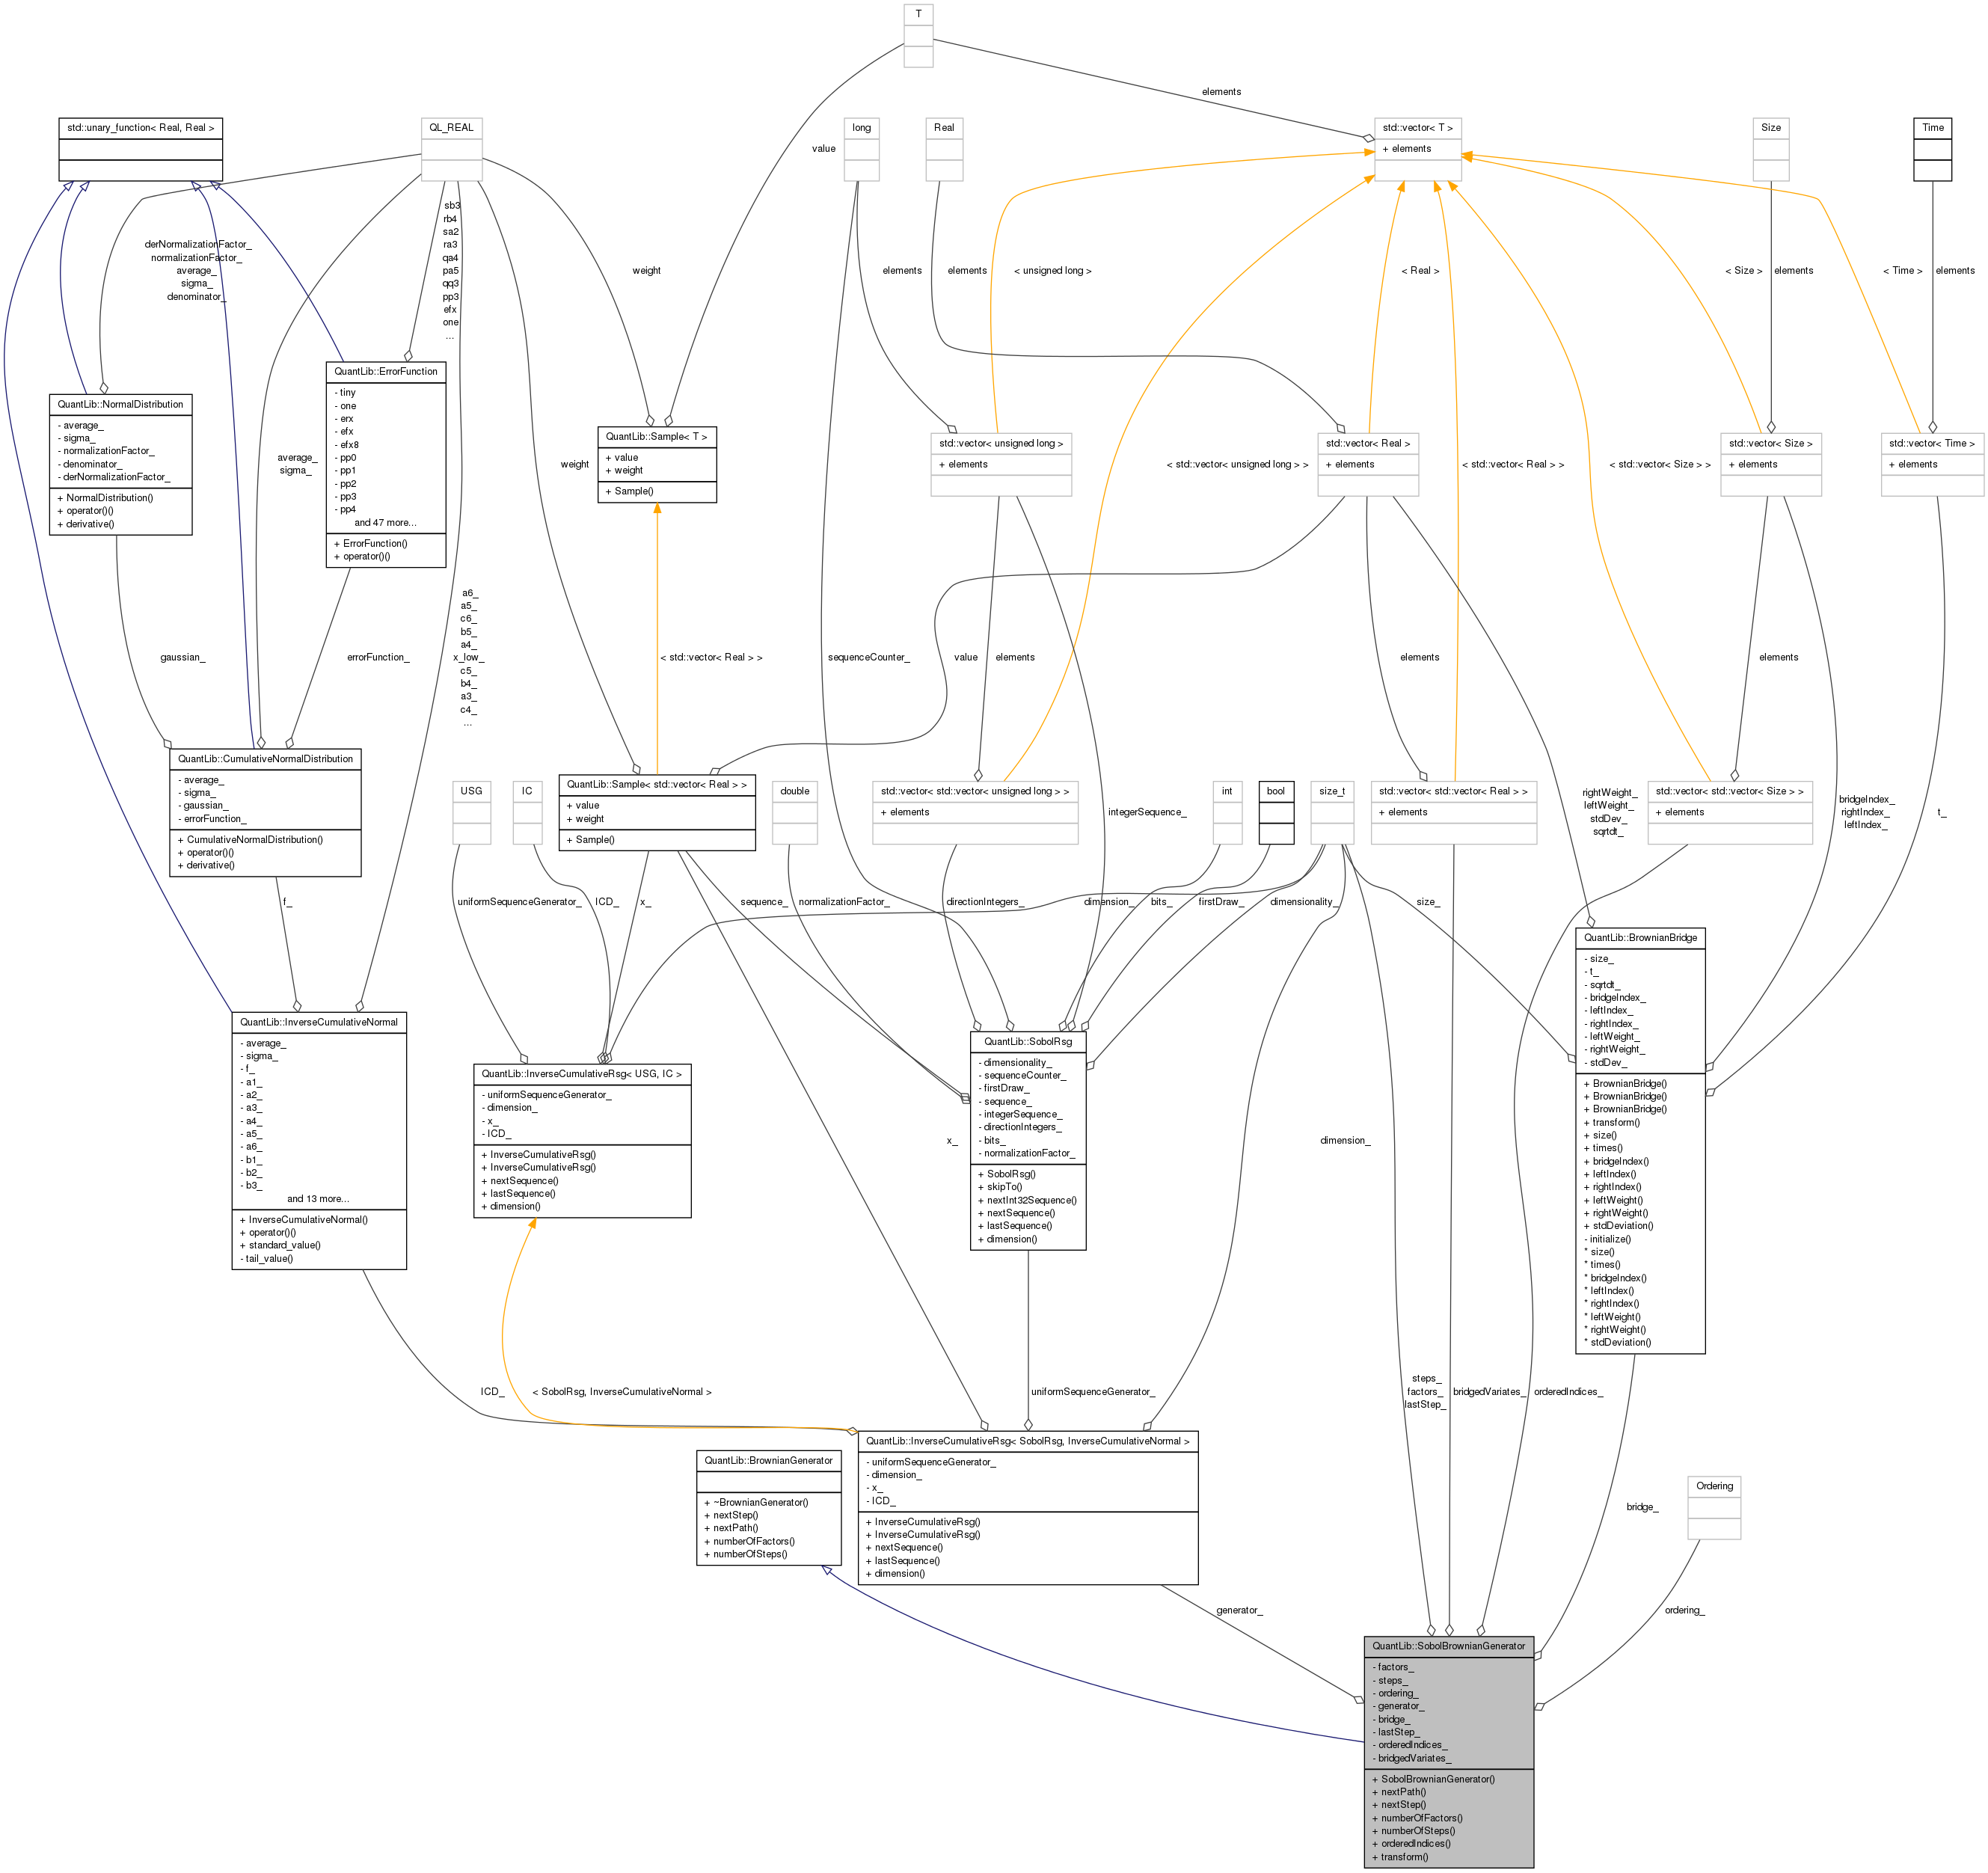 T
elements
value
std::unary_function< Real, Real >
QL_REAL
long
Real
std::vector< T >
+ elements
Size
Time
sb3
rb4
sa2
ra3
qa4
pa5
qq3
pp3
efx
one
...
derNormalizationFactor_
normalizationFactor_
average_
sigma_
denominator_
weight
elements
elements
< unsigned long >
< Real >
< Size >
elements
< Time >
elements
QuantLib::NormalDistribution
- average_
- sigma_
- normalizationFactor_
- denominator_
- derNormalizationFactor_
+ NormalDistribution()
+ operator()()
+ derivative()
QuantLib::ErrorFunction
- tiny
- one
- erx
- efx
- efx8
- pp0
- pp1
- pp2
- pp3
- pp4
and 47 more...
+ ErrorFunction()
+ operator()()
average_
sigma_
weight
QuantLib::Sample< T >
+ value
+ weight
+ Sample()
std::vector< unsigned long >
+ elements
< std::vector< unsigned long > >
std::vector< Real >
+ elements
< std::vector< Real > >
< std::vector< Size > >
std::vector< Size >
+ elements
std::vector< Time >
+ elements
a6_
a5_
c6_
b5_
a4_
x_low_
c5_
b4_
a3_
c4_
...
gaussian_
errorFunction_
< std::vector< Real > >
sequenceCounter_
value
elements
elements
elements
QuantLib::CumulativeNormalDistribution
- average_
- sigma_
- gaussian_
- errorFunction_
+ CumulativeNormalDistribution()
+ operator()()
+ derivative()
USG
IC
QuantLib::Sample< std::vector< Real > >
+ value
+ weight
+ Sample()
double
std::vector< std::vector< unsigned long > >
+ elements
integerSequence_
int
bool
size_t
std::vector< std::vector< Real > >
+ elements
rightWeight_
leftWeight_
stdDev_
sqrtdt_
std::vector< std::vector< Size > >
+ elements
bridgeIndex_
rightIndex_
leftIndex_
t_
f_
uniformSequenceGenerator_
ICD_
x_
sequence_
normalizationFactor_
directionIntegers_
dimension_
bits_
firstDraw_
dimensionality_
size_
QuantLib::InverseCumulativeNormal
- average_
- sigma_
- f_
- a1_
- a2_
- a3_
- a4_
- a5_
- a6_
- b1_
- b2_
- b3_
and 13 more...
+ InverseCumulativeNormal()
+ operator()()
+ standard_value()
- tail_value()
QuantLib::InverseCumulativeRsg< USG, IC >
- uniformSequenceGenerator_
- dimension_
- x_
- ICD_
+ InverseCumulativeRsg()
+ InverseCumulativeRsg()
+ nextSequence()
+ lastSequence()
+ dimension()
x_
QuantLib::SobolRsg
- dimensionality_
- sequenceCounter_
- firstDraw_
- sequence_
- integerSequence_
- directionIntegers_
- bits_
- normalizationFactor_
+ SobolRsg()
+ skipTo()
+ nextInt32Sequence()
+ nextSequence()
+ lastSequence()
+ dimension()
dimension_
QuantLib::BrownianBridge
- size_
- t_
- sqrtdt_
- bridgeIndex_
- leftIndex_
- rightIndex_
- leftWeight_
- rightWeight_
- stdDev_
+ BrownianBridge()
+ BrownianBridge()
+ BrownianBridge()
+ transform()
+ size()
+ times()
+ bridgeIndex()
+ leftIndex()
+ rightIndex()
+ leftWeight()
+ rightWeight()
+ stdDeviation()
- initialize()
* size()
* times()
* bridgeIndex()
* leftIndex()
* rightIndex()
* leftWeight()
* rightWeight()
* stdDeviation()
ICD_
< SobolRsg, InverseCumulativeNormal >
uniformSequenceGenerator_
steps_
factors_
lastStep_
bridgedVariates_
orderedIndices_
QuantLib::BrownianGenerator
+ ~BrownianGenerator()
+ nextStep()
+ nextPath()
+ numberOfFactors()
+ numberOfSteps()
QuantLib::InverseCumulativeRsg< SobolRsg, InverseCumulativeNormal >
- uniformSequenceGenerator_
- dimension_
- x_
- ICD_
+ InverseCumulativeRsg()
+ InverseCumulativeRsg()
+ nextSequence()
+ lastSequence()
+ dimension()
bridge_
Ordering
generator_
ordering_
QuantLib::SobolBrownianGenerator
- factors_
- steps_
- ordering_
- generator_
- bridge_
- lastStep_
- orderedIndices_
- bridgedVariates_
+ SobolBrownianGenerator()
+ nextPath()
+ nextStep()
+ numberOfFactors()
+ numberOfSteps()
+ orderedIndices()
+ transform()